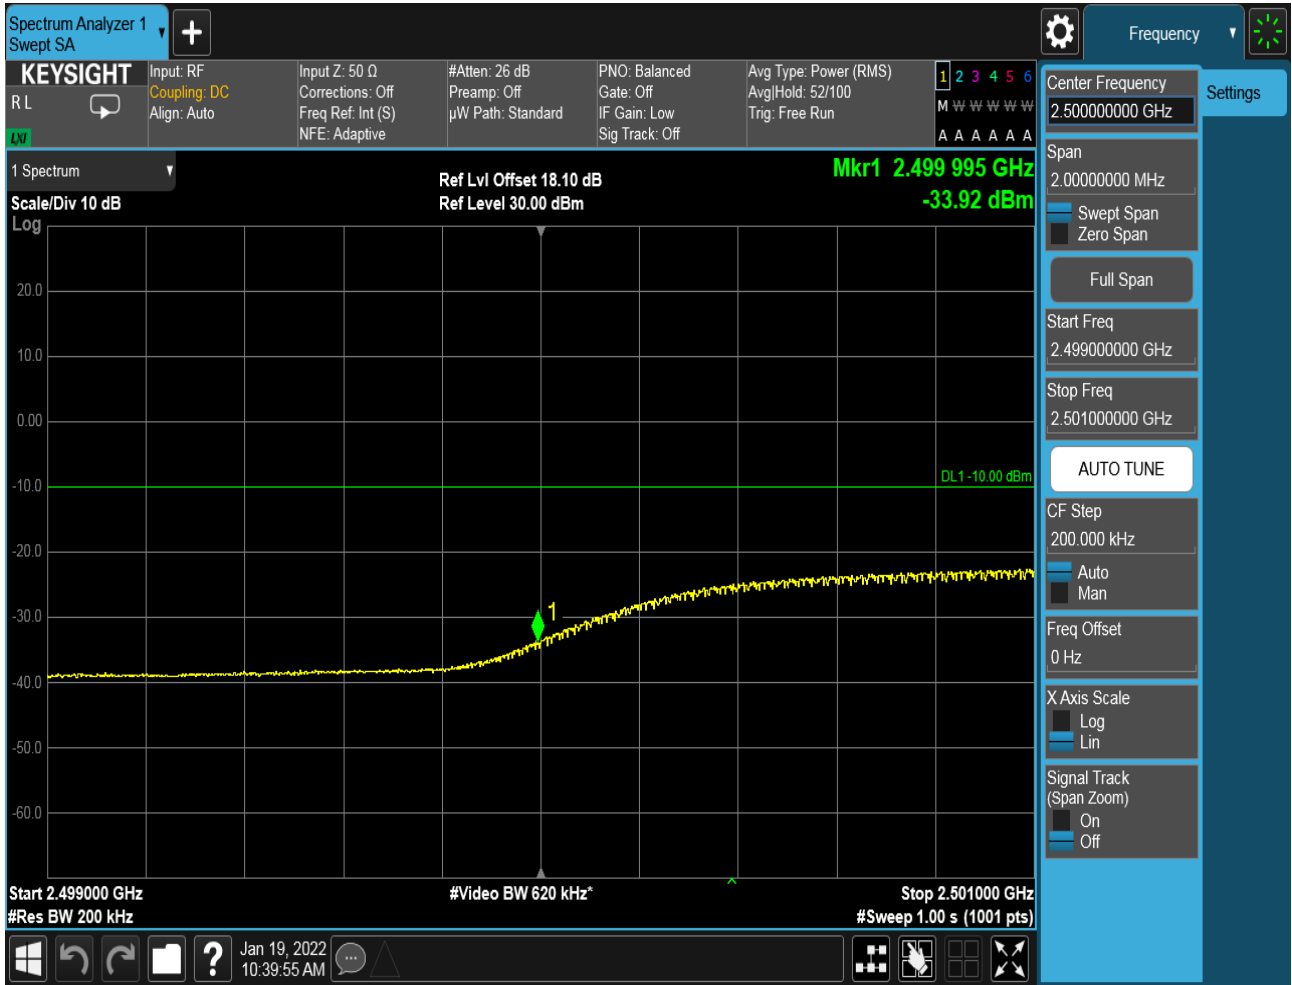 Spectrum Analyzer 1
Swept SA
+
Frequency
KEYSIGHT
R L
LXI
Input: RF
Coupling: DC
Align: Auto
Input Z: 50 Ω
Corrections: Off
Freq Ref: Int (S)
NFE: Adaptive
#Atten: 26 dB
Preamp: Off
µW Path: Standard
PNO: Balanced
Gate: Off
IF Gain: Low
Sig Track: Off
Avg Type: Power (RMS)
Avg|Hold: 52/100
Trig: Free Run
1 2 3 4 5 6
M W W W W W
A A A A A A
1 Spectrum
Scale/Div 10 dB
Log
Ref Lvl Offset 18.10 dB
Ref Level 30.00 dBm
Mkr1 2.499 995 GHz
-33.92 dBm
20.0
10.0
0.00
-10.0
-20.0
-30.0
-40.0
-50.0
-60.0
DL1 -10.00 dBm
1
Start 2.499000 GHz
#Res BW 200 kHz
#Video BW 620 kHz*
Stop 2.501000 GHz
#Sweep 1.00 s (1001 pts)
Center Frequency
2.500000000 GHz
Settings
Span
2.00000000 MHz
Swept Span
Zero Span
Full Span
Start Freq
2.499000000 GHz
Stop Freq
2.501000000 GHz
AUTO TUNE
CF Step
200.000 kHz
Auto
Man
Freq Offset
0 Hz
X Axis Scale
Log
Lin
Signal Track
(Span Zoom)
On
Off
?
Jan 19, 2022
10:39:55 AM